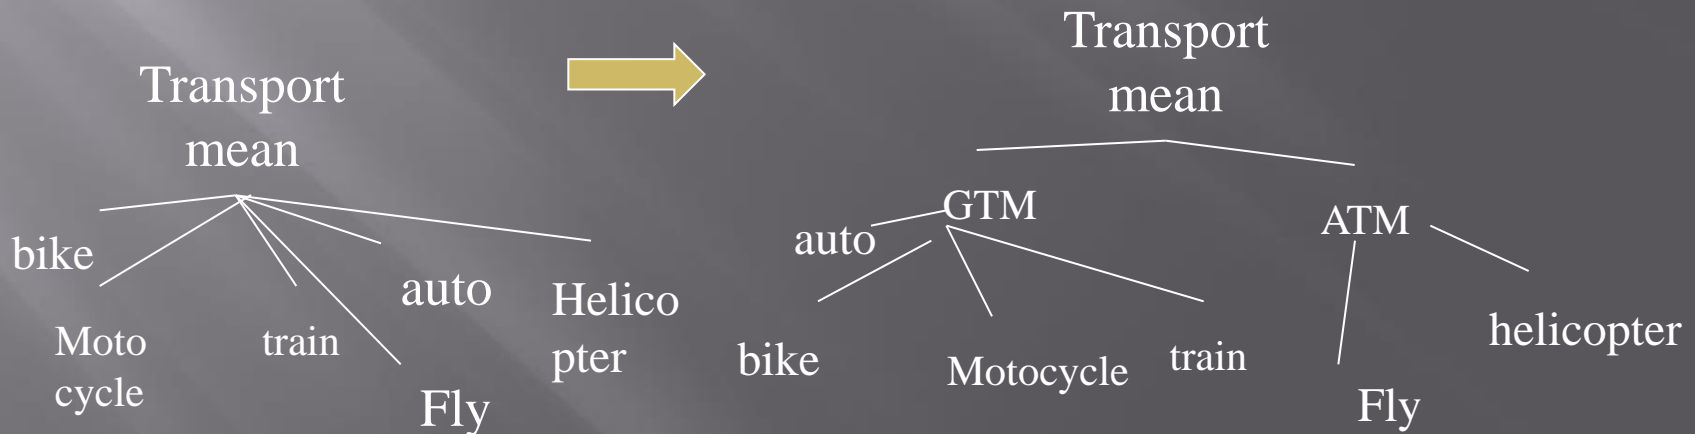 Transport
mean
bike
Moto
cycle
train
Fly
auto
Helico
pter
Transport
mean
GTM
auto
bike
Motocycle
train
ATM
Fly
helicopter